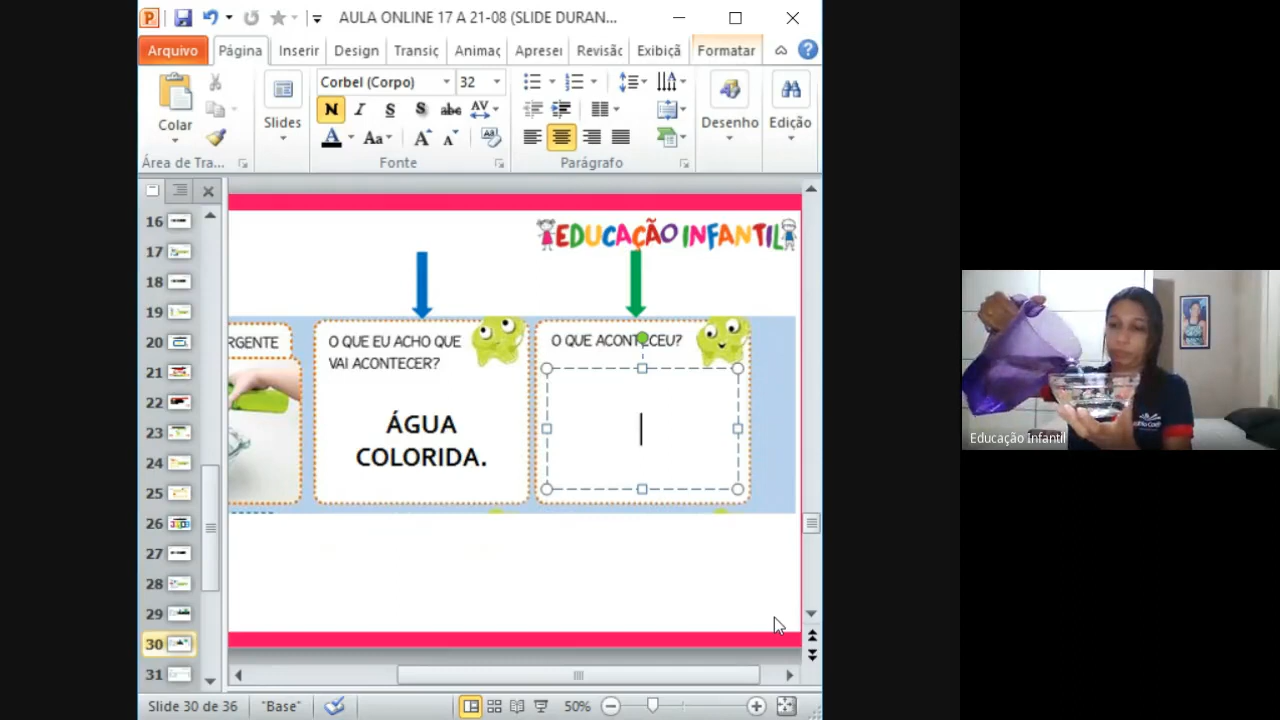 AULA ONLINE 17 A 21-08 (SLIDE DURAN...
Arquivo Página Inserir Design Transiç Animaç Apresei Revisão Exibiçã Formatar
Corbel (Corpo) 32
Colar
Slides
N I S S abc AV
A Aa A A
Desenho
Edição
Área de Tra... Fonte Parágrafo
16
17
18
19
20
21
22
23
24
25
26
27
28
29
30
31
EDUCAÇÃO INFANTIL
RGENTE
O QUE EU ACHO QUE
VAI ACONTECER?
ÁGUA
COLORIDA.
O QUE ACONTECEU?
Educação Infantil
Slide 30 de 36 "Base" 50%